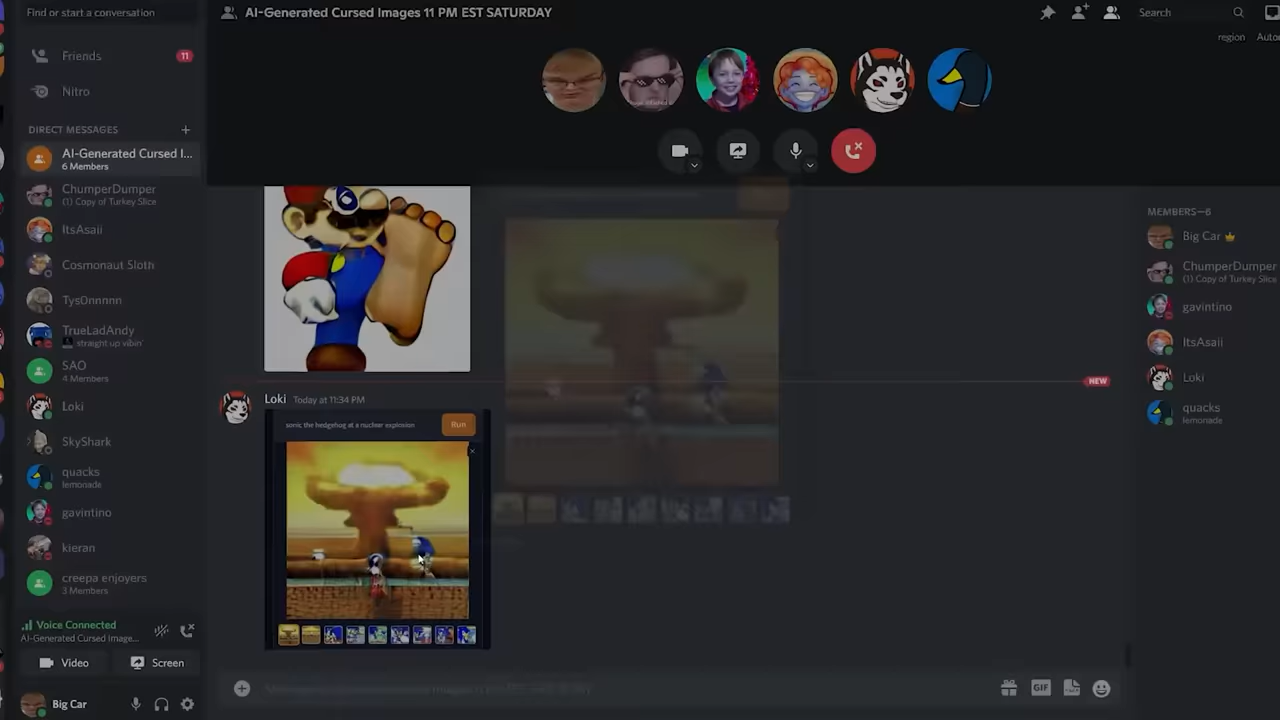 Find or start a conversation
AI-Generated Cursed Images 11 PM EST SATURDAY
Search
region
Friends
11
Nitro
DIRECT MESSAGES
AI-Generated Cursed I...
6 Members
ChumperDumper
(1) Copy of Turkey Slice
ItsAsaii
Cosmonaut Sloth
TysOnnnnn
TrueLadAndy
straight up vibin'
SAO
4 Members
Loki
SkyShark
quacks
lemonade
gavintino
kieran
creepa enjoyers
3 Members
Voice Connected
AI-Generated Cursed Image...
Video
Screen
Big Car
NEW
Loki
Today at 11:34 PM
sonic the hedgehog at a nuclear explosion
Run
GIF
MEMBERS—6
Big Car
ChumperDumper
(1) Copy of Turkey Slice
gavintino
ItsAsaii
Loki
quacks
lemonade